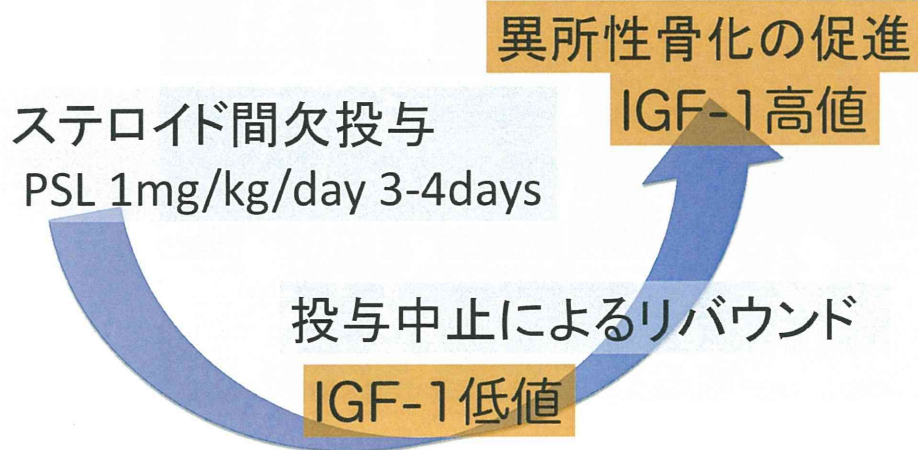 異所性骨化の促進
IGF-1高値
ステロイド間欠投与
PSL 1mg/kg/day 3-4days
投与中止によるリバウンド
IGF-1低値